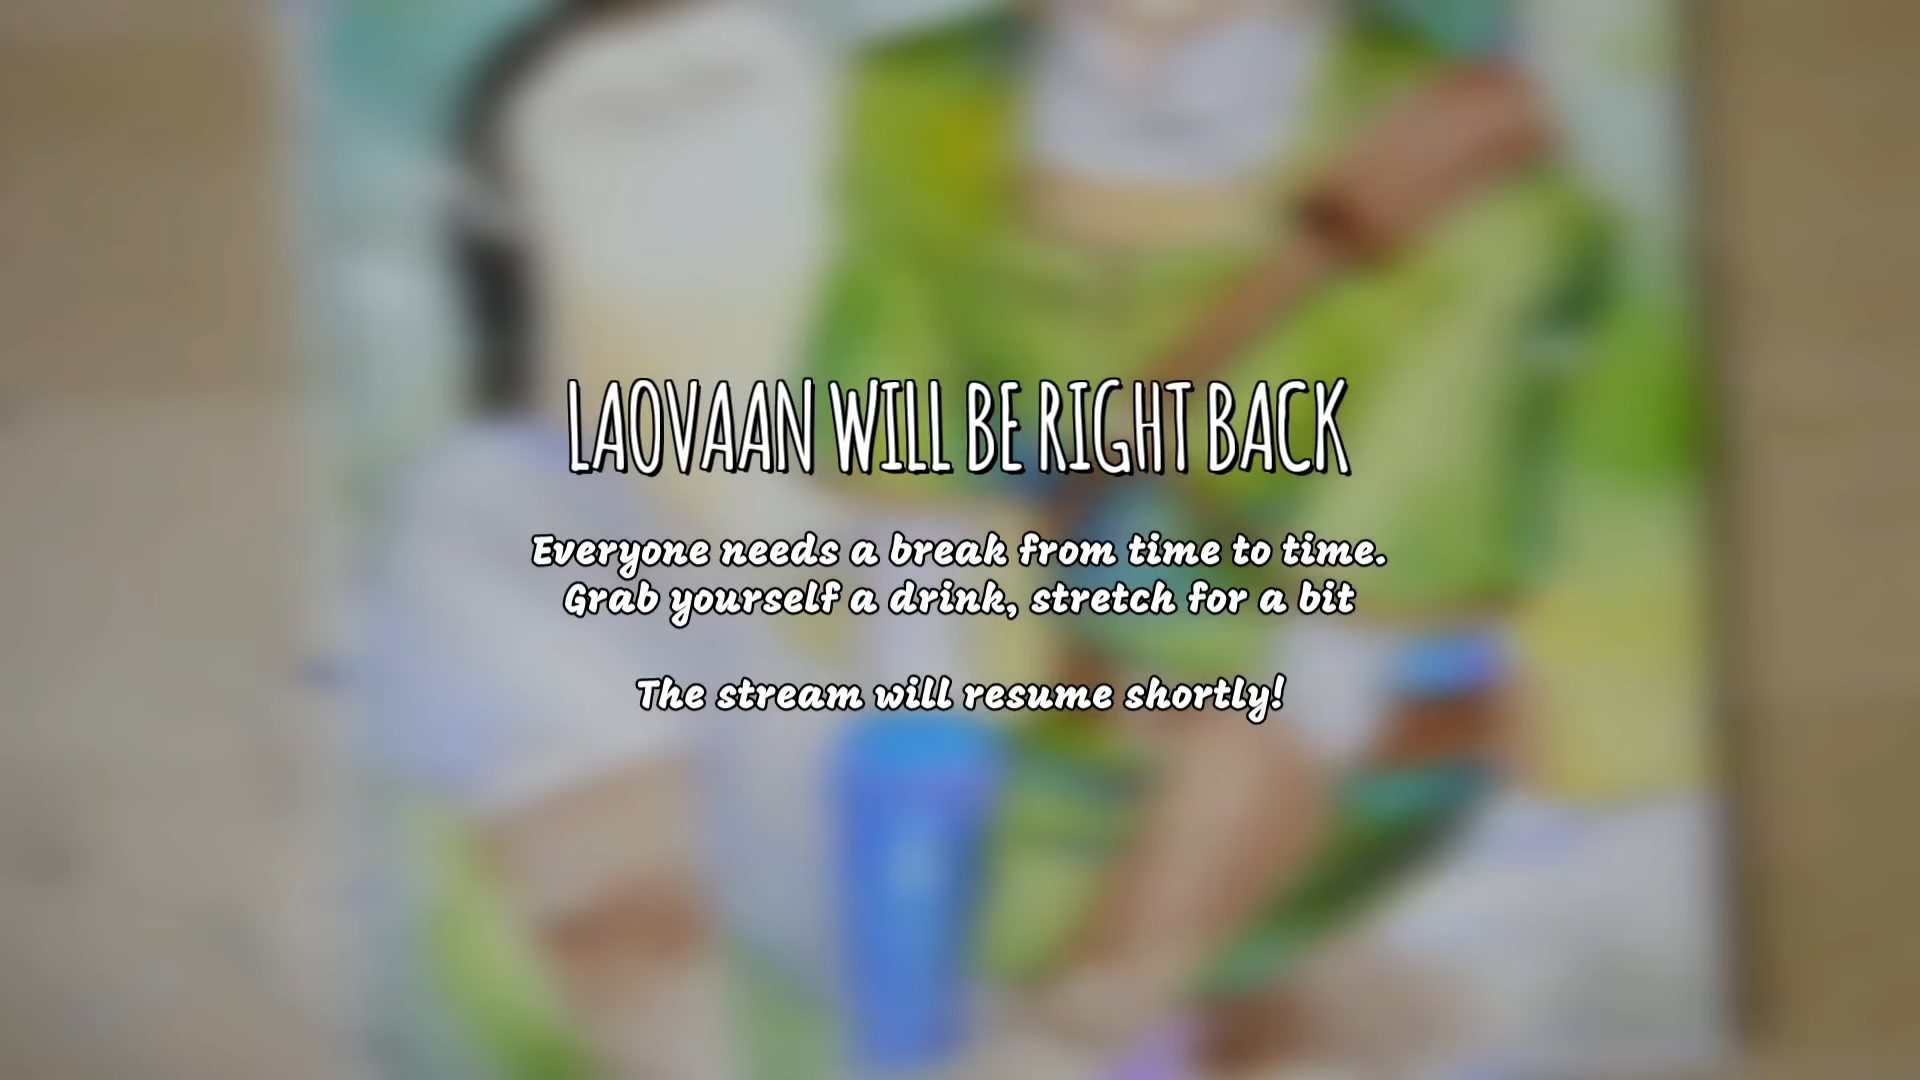 LAOVAAN WILL BE RIGHT BACK
Everyone needs a break from time to time.
Grab yourself a drink, stretch for a bit
The stream will resume shortly!